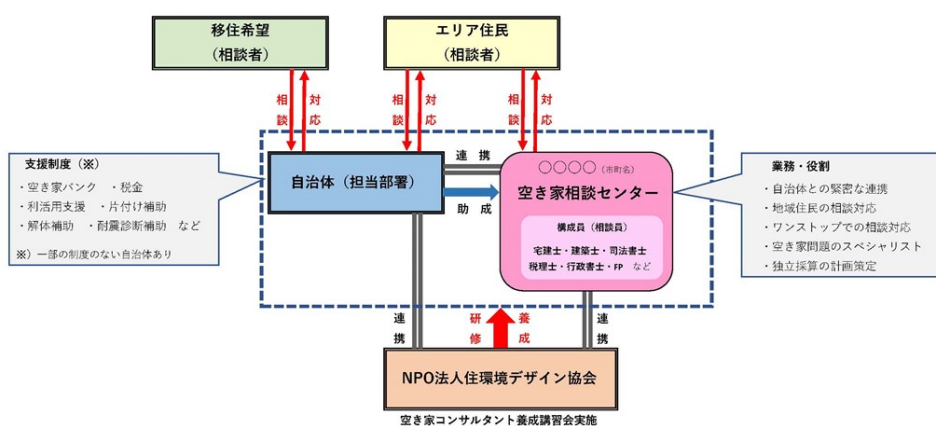 移住希望
（相談者）
エリア住民
（相談者）
相談
対応
相談
対応
相談
対応
支援制度（※）
・空き家バンク　・税金
・利活用支援　・片付け補助
・解体補助　・耐震診断補助　など
※）一部の制度のない自治体あり
自治体（担当部署）
連携
助成
〇〇〇〇（市町名）
空き家相談センター
構成員（相談員）
宅建士・建築士・司法書士
税理士・行政書士・FP　など
業務・役割
・自治体との緊密な連携
・地域住民の相談対応
・ワンストップでの相談対応
・空き家問題のスペシャリスト
・独立採算の計画策定
連携
研修
養成
連携
NPO法人住環境デザイン協会
空き家コンサルタント養成講習会実施